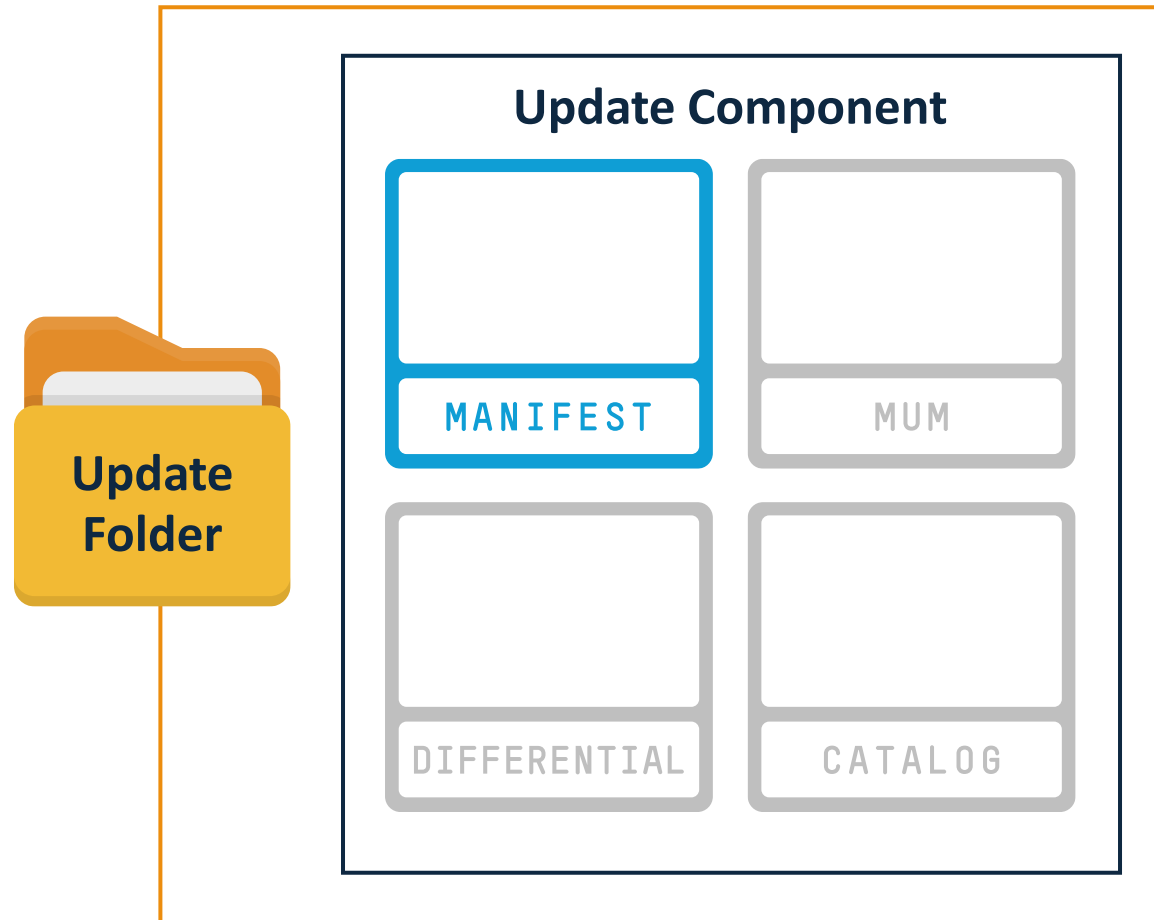 Update Component
MANIFEST
MUM
Update
Folder
DIFFERENTIAL
CATALOG